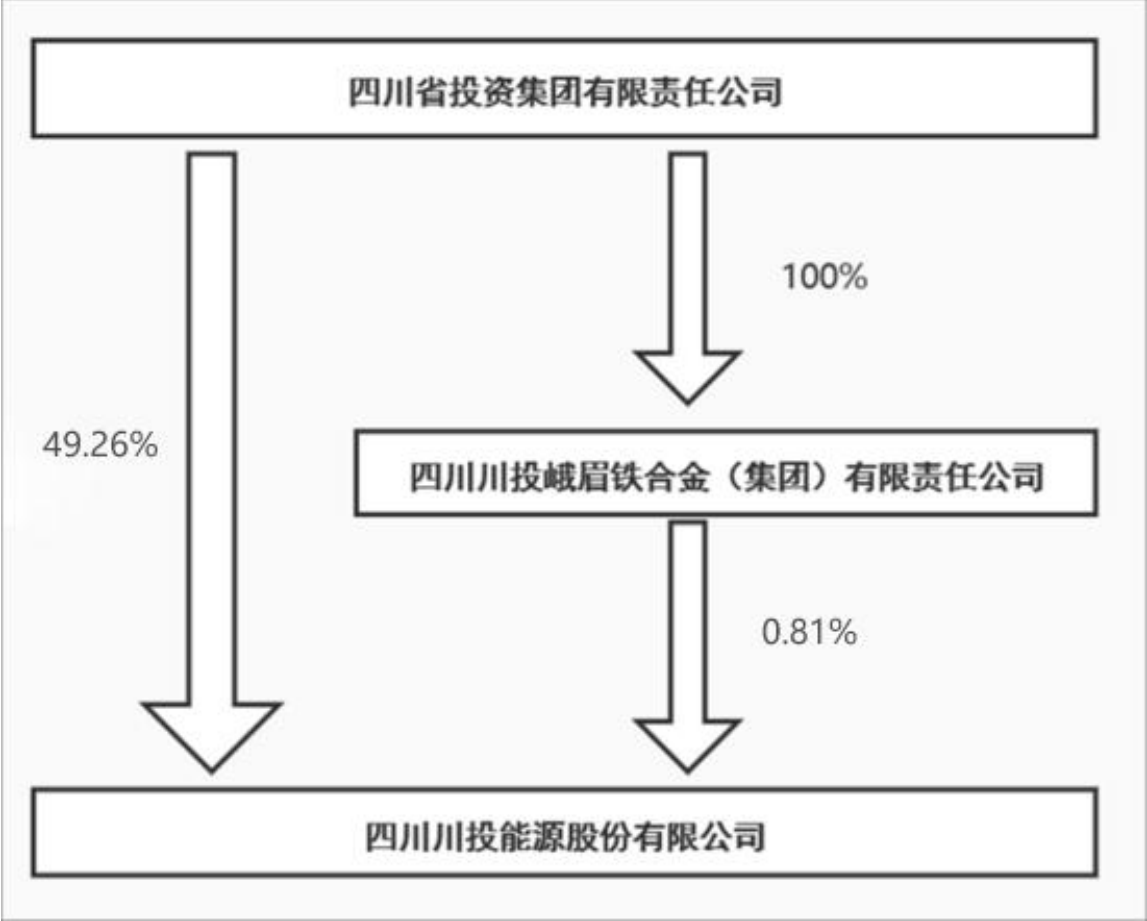 四川省投资集团有限责任公司
100%
49.26%
四川川投峨眉铁合金（集团）有限责任公司
0.81%
四川川投能源股份有限公司